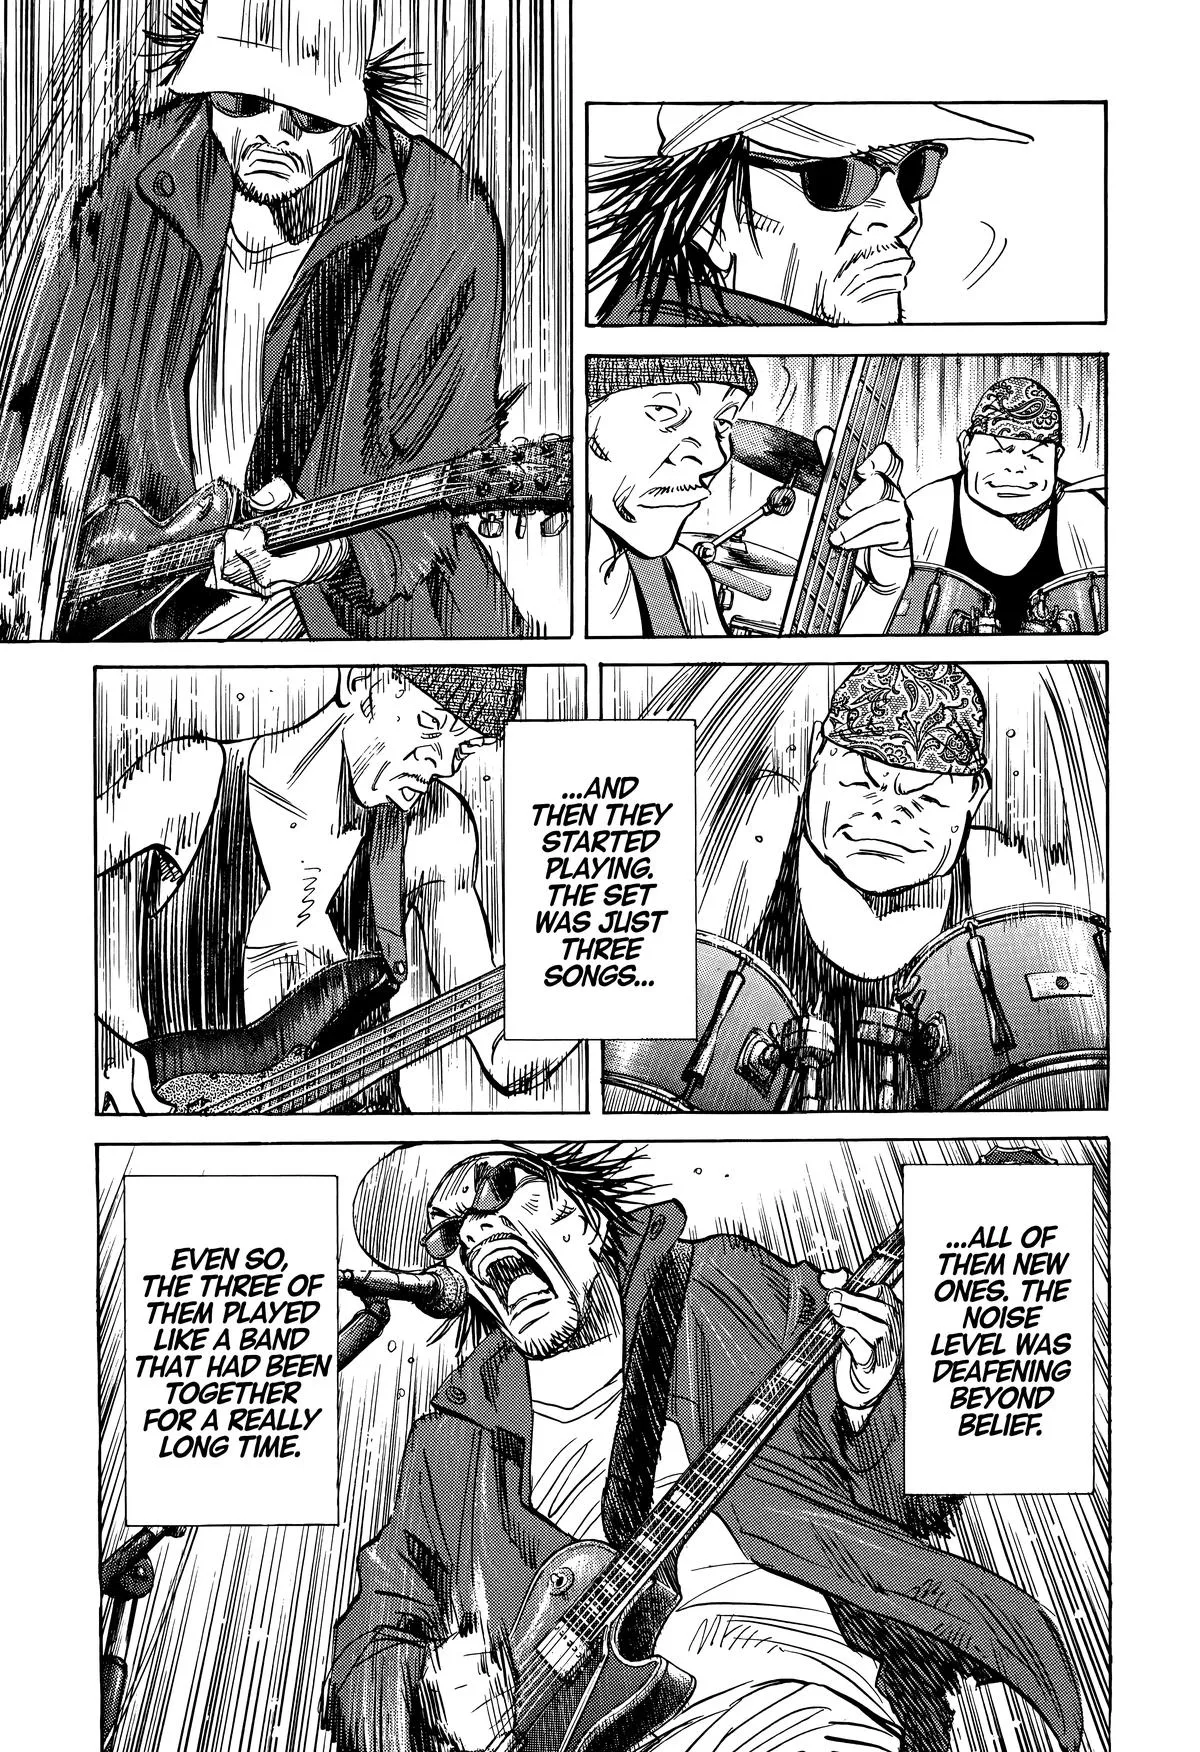 ...AND
THEN THEY
STARTED
PLAYING.
THE SET
WAS JUST
THREE
SONGS...
...ALL OF
THEM NEW
ONES. THE
NOISE
LEVEL WAS
DEAFENING
BEYOND
BELIEF.
EVEN SO,
THE THREE OF
THEM PLAYED
LIKE A BAND
THAT HAD BEEN
TOGETHER
FOR A REALLY
LONG TIME.